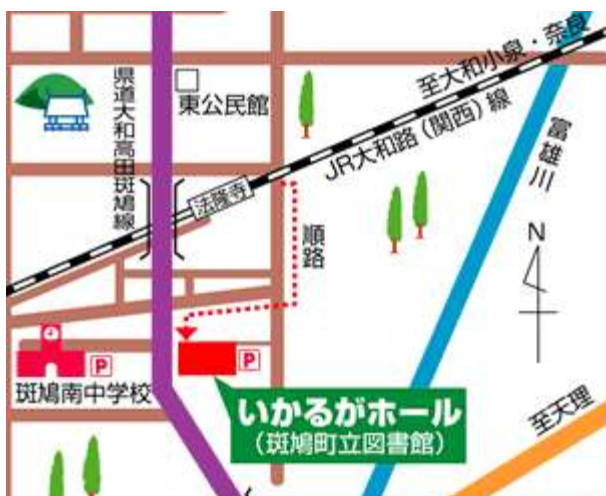 至大和小泉・奈良
東公民館
県道大和高田斑鳩線
JR大和路(関西)線
富雄川
法隆寺
順路
N
P
P
斑鳩南中学校
いかるがホール
(斑鳩町立図書館)
至天理